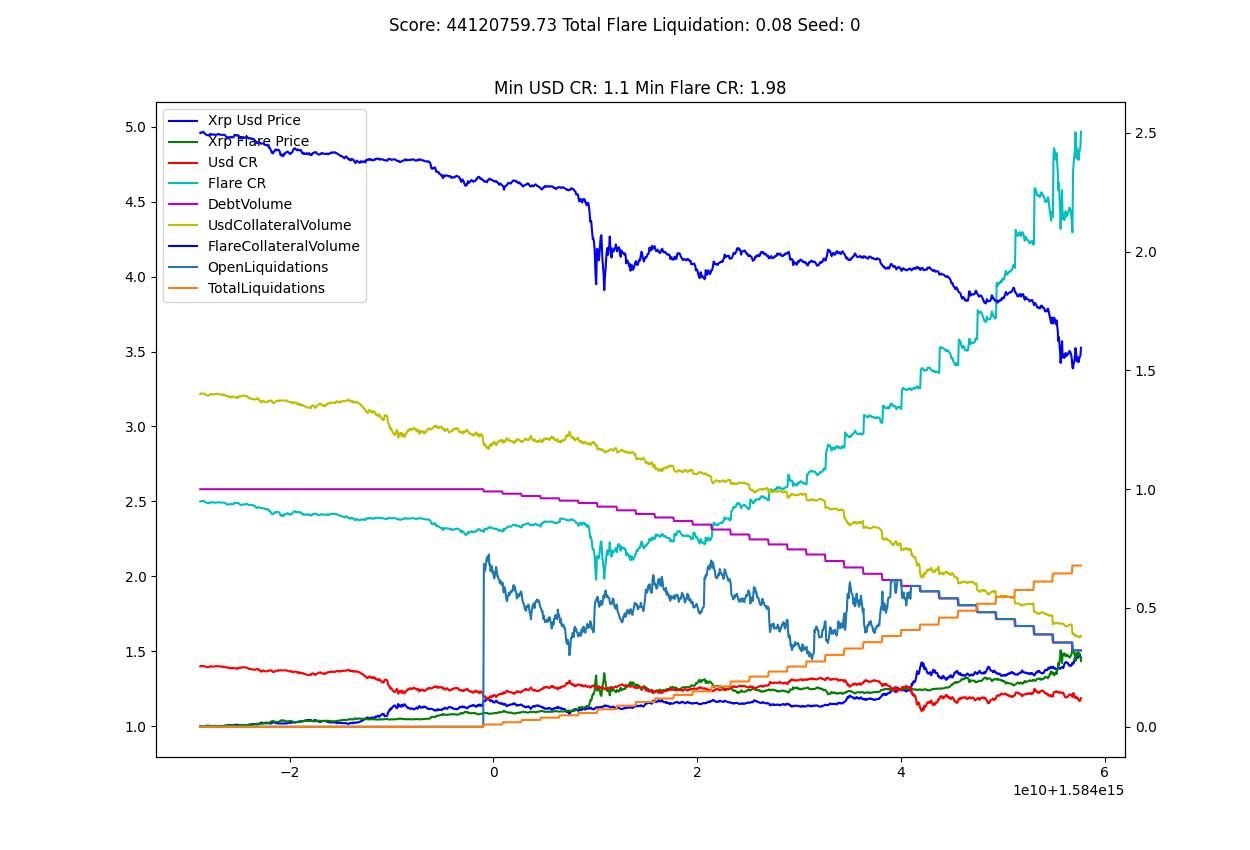 Score: 44120759.73 Total Flare Liquidation: 0.08 Seed: 0
Min USD CR: 1.1 Min Flare CR: 1.98
Xrp Usd Price
Xrp Flare Price
Usd CR
Flare CR
DebtVolume
UsdCollateralVolume
FlareCollateralVolume
OpenLiquidations
TotalLiquidations
5.0
4.5
4.0
3.5
3.0
2.5
2.0
1.5
1.0
2.5
2.0
1.5
1.0
0.5
0.0
−2
0
2
4
6
1e10+1.584e15